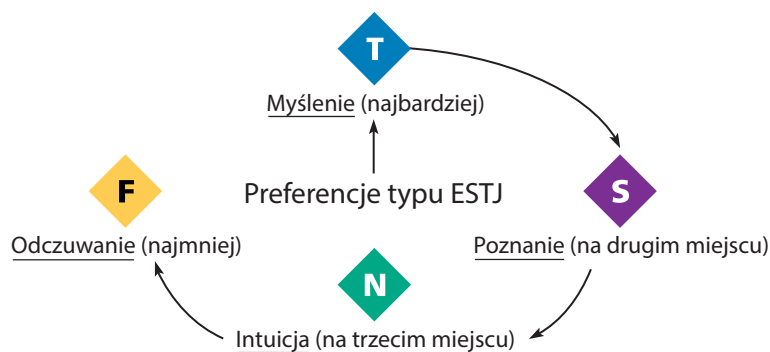 T
Myślenie (najbardziej)
F
Preferencje typu ESTJ
S
Odczuwanie (najmniej)
Poznanie (na drugim miejscu)
N
Intuicja (na trzecim miejscu)